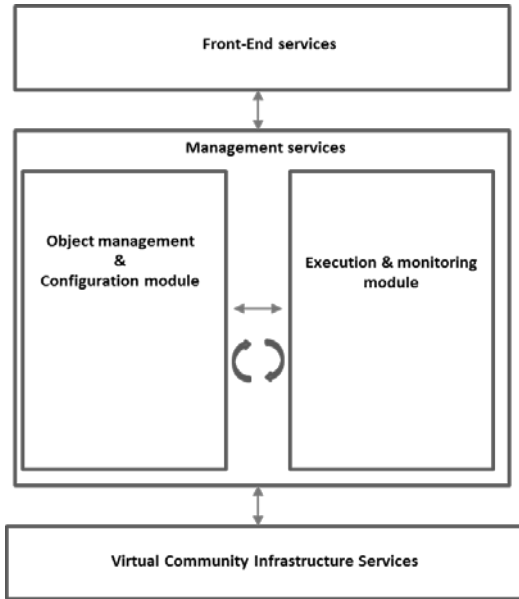 Front-End services
Management services
Object management
&
Configuration module
Execution & monitoring
module
Virtual Community Infrastructure Services